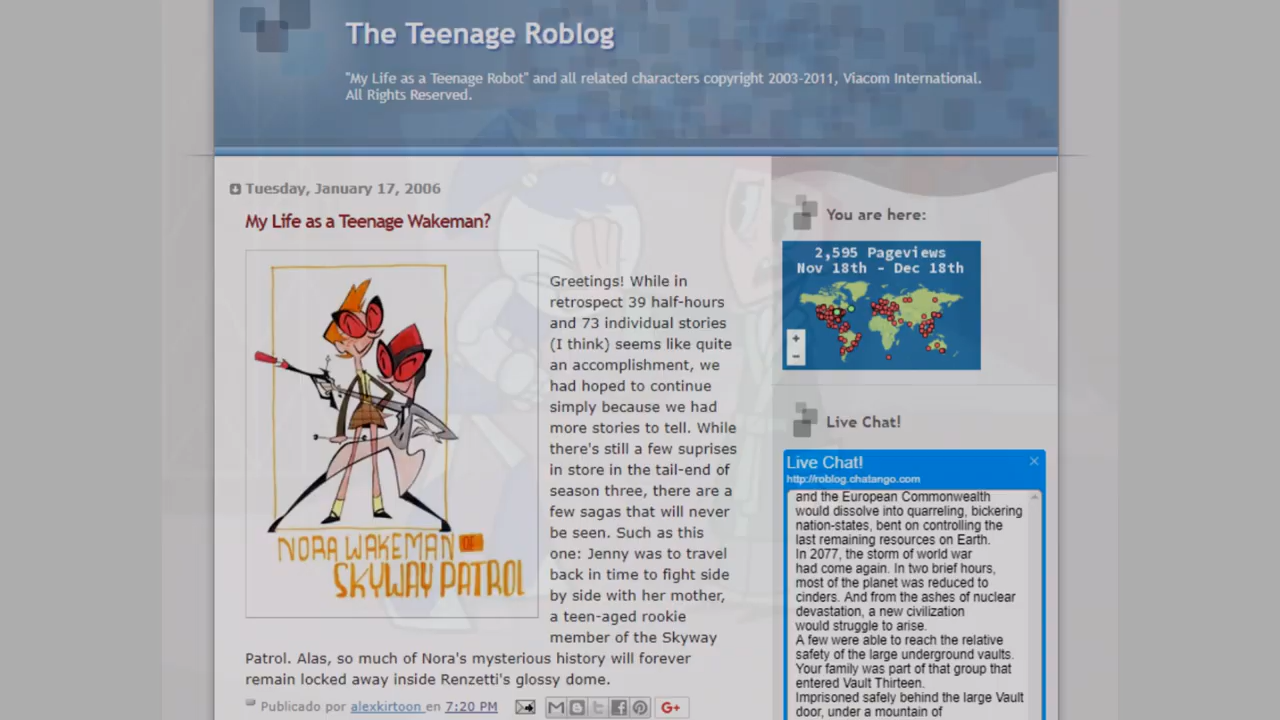 The Teenage Roblog
"My Life as a Teenage Robot" and all related characters copyright 2003-2011, Viacom International.
All Rights Reserved.
Tuesday, January 17, 2006
My Life as a Teenage Wakeman?
NORA WAKEMAN OF
SKYWAY PATROL
Greetings! While in
retrospect 39 half-hours
and 73 individual stories
(I think) seems like quite
an accomplishment, we
had hoped to continue
simply because we had
more stories to tell. While
there's still a few suprises
in store in the tail-end of
season three, there are a
few sagas that will never
be seen. Such as this
one: Jenny was to travel
back in time to fight side
by side with her mother,
a teen-aged rookie
member of the Skyway
Patrol. Alas, so much of Nora's mysterious history will forever
remain locked away inside Renzetti's glossy dome.
Publicado por alexkirtoon en 7:20 PM
G+
You are here:
2,595 Pageviews
Nov 18th - Dec 18th
+
−
Live Chat!
Live Chat!
http://roblog.chatango.com
and the European Commonwealth
would dissolve into quarreling, bickering
nation-states, bent on controlling the
last remaining resources on Earth.
In 2077, the storm of world war
had come again. In two brief hours,
most of the planet was reduced to
cinders. And from the ashes of nuclear
devastation, a new civilization
would struggle to arise.
A few were able to reach the relative
safety of the large underground vaults.
Your family was part of that group that
entered Vault Thirteen.
Imprisoned safely behind the large Vault
door, under a mountain of